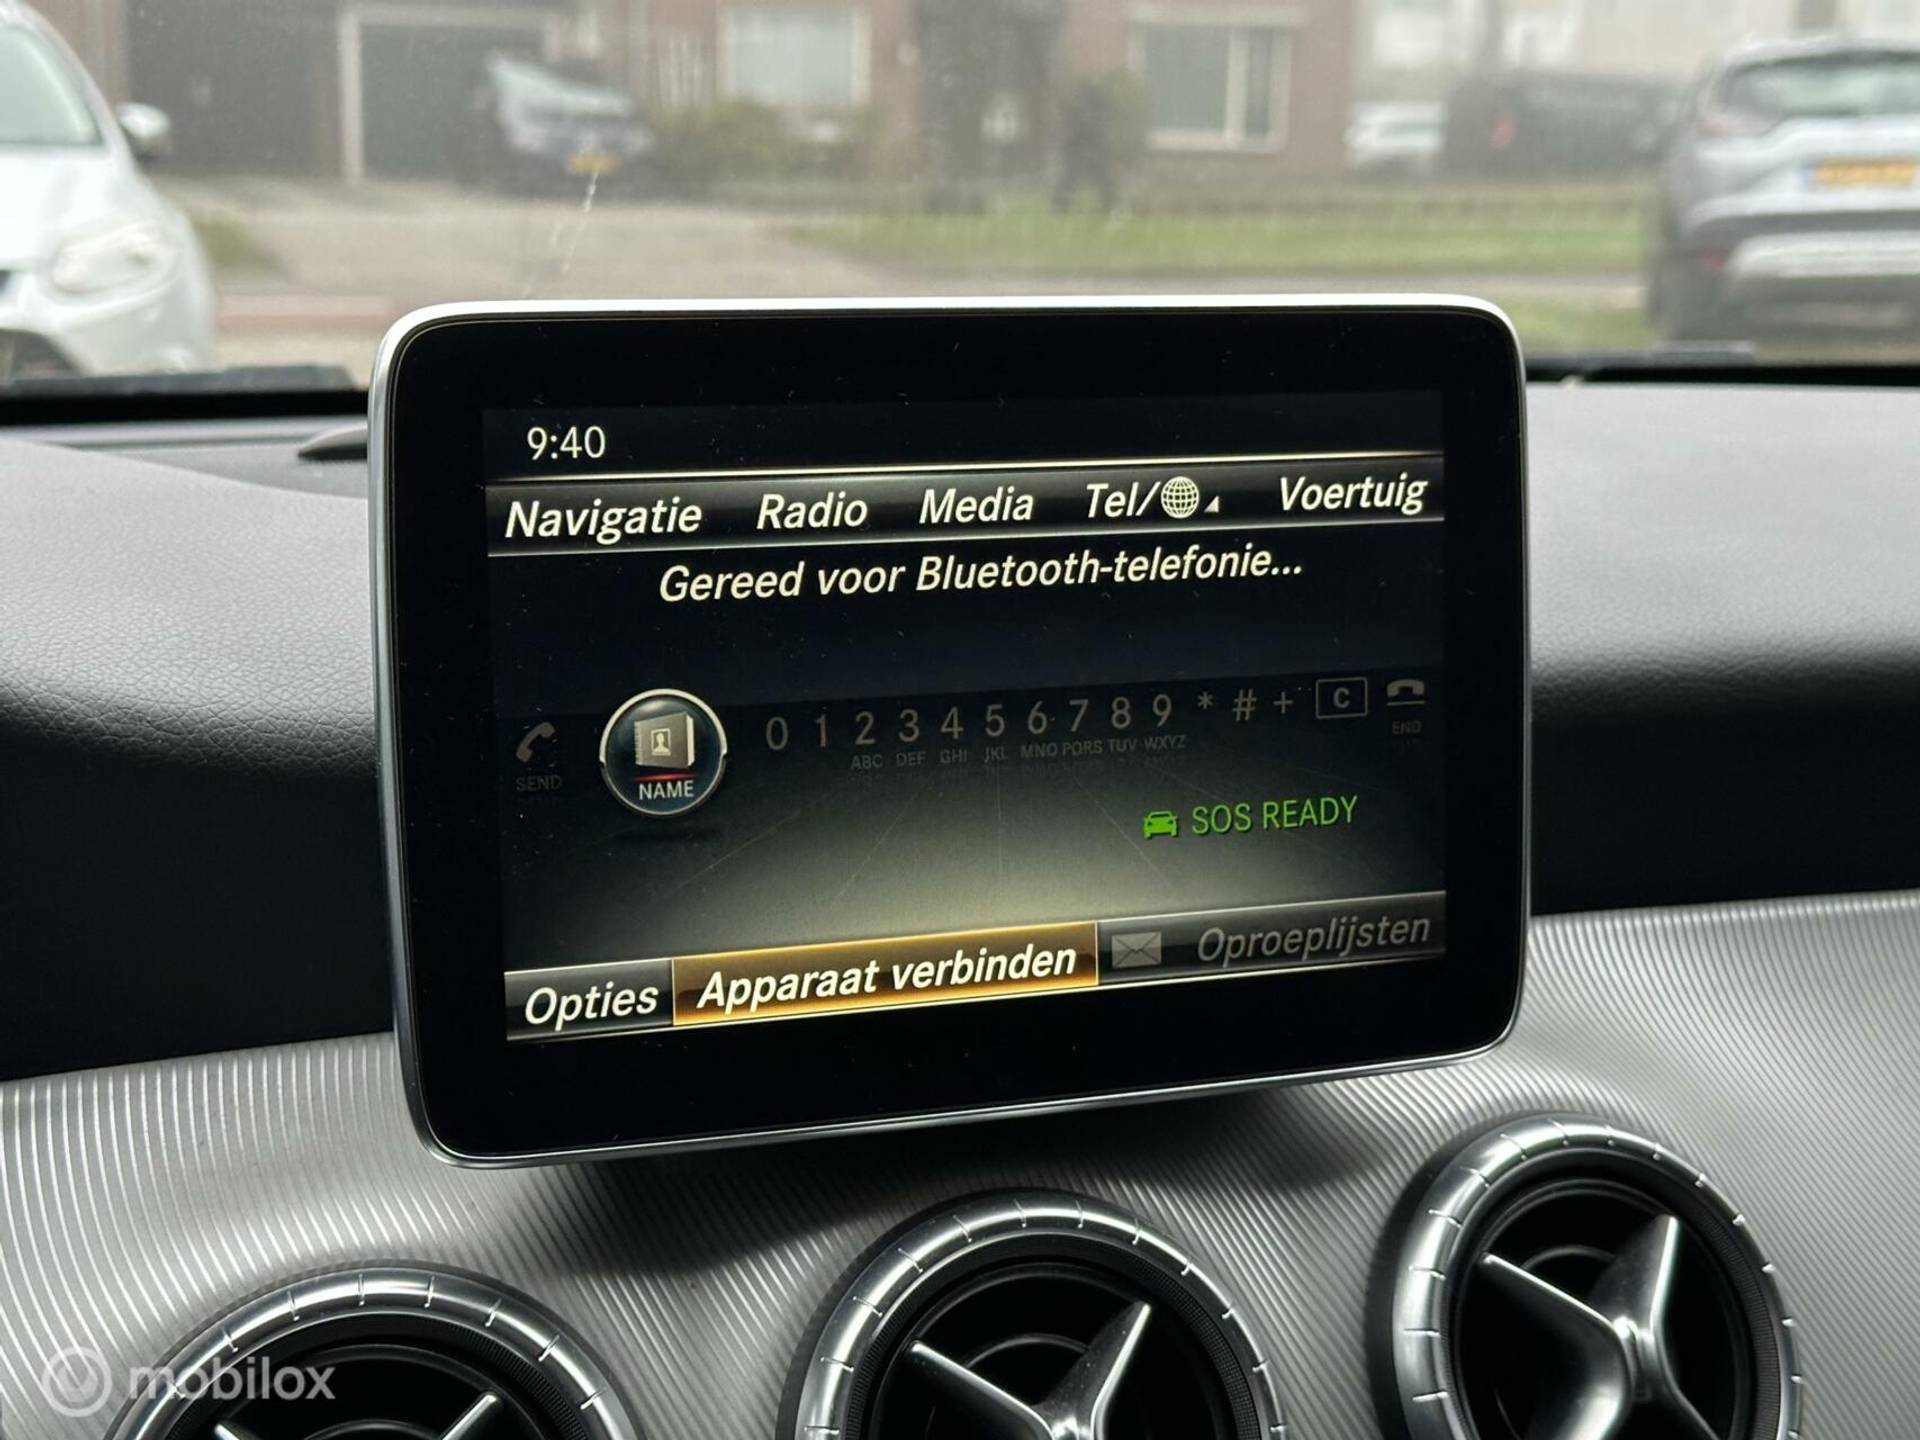 9:40
Navigatie Radio Media Tel/ Voertuig
Gereed voor Bluetooth-telefonie...
0 1 2 3 4 5 6 7 8 9 * # + C
ABC DEF GHI JKL MNO PQRS TUV WXYZ
SEND NAME END
SOS READY
Opties Apparaat verbinden Oproeplijsten
mobilox